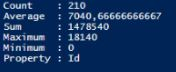 Count : 210
Average : 7040,66666666667
Sum : 1478540
Maximum : 18140
Minimum : 0
Property : Id